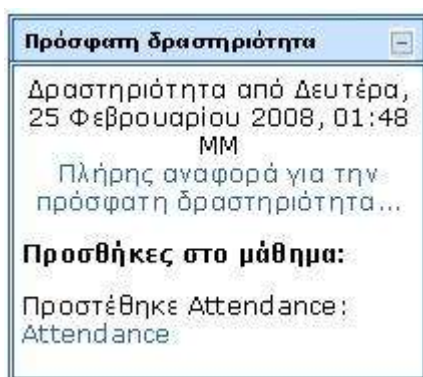 Πρόσφατη δραστηριότητα
Δραστηριότητα από Δευτέρα,
25 Φεβρουαρίου 2008, 01:48
MM
Πλήρης αναφορά για την
πρόσφατη δραστηριότητα...
Προσθήκες στο μάθημα:
Προστέθηκε Attendance:
Attendance